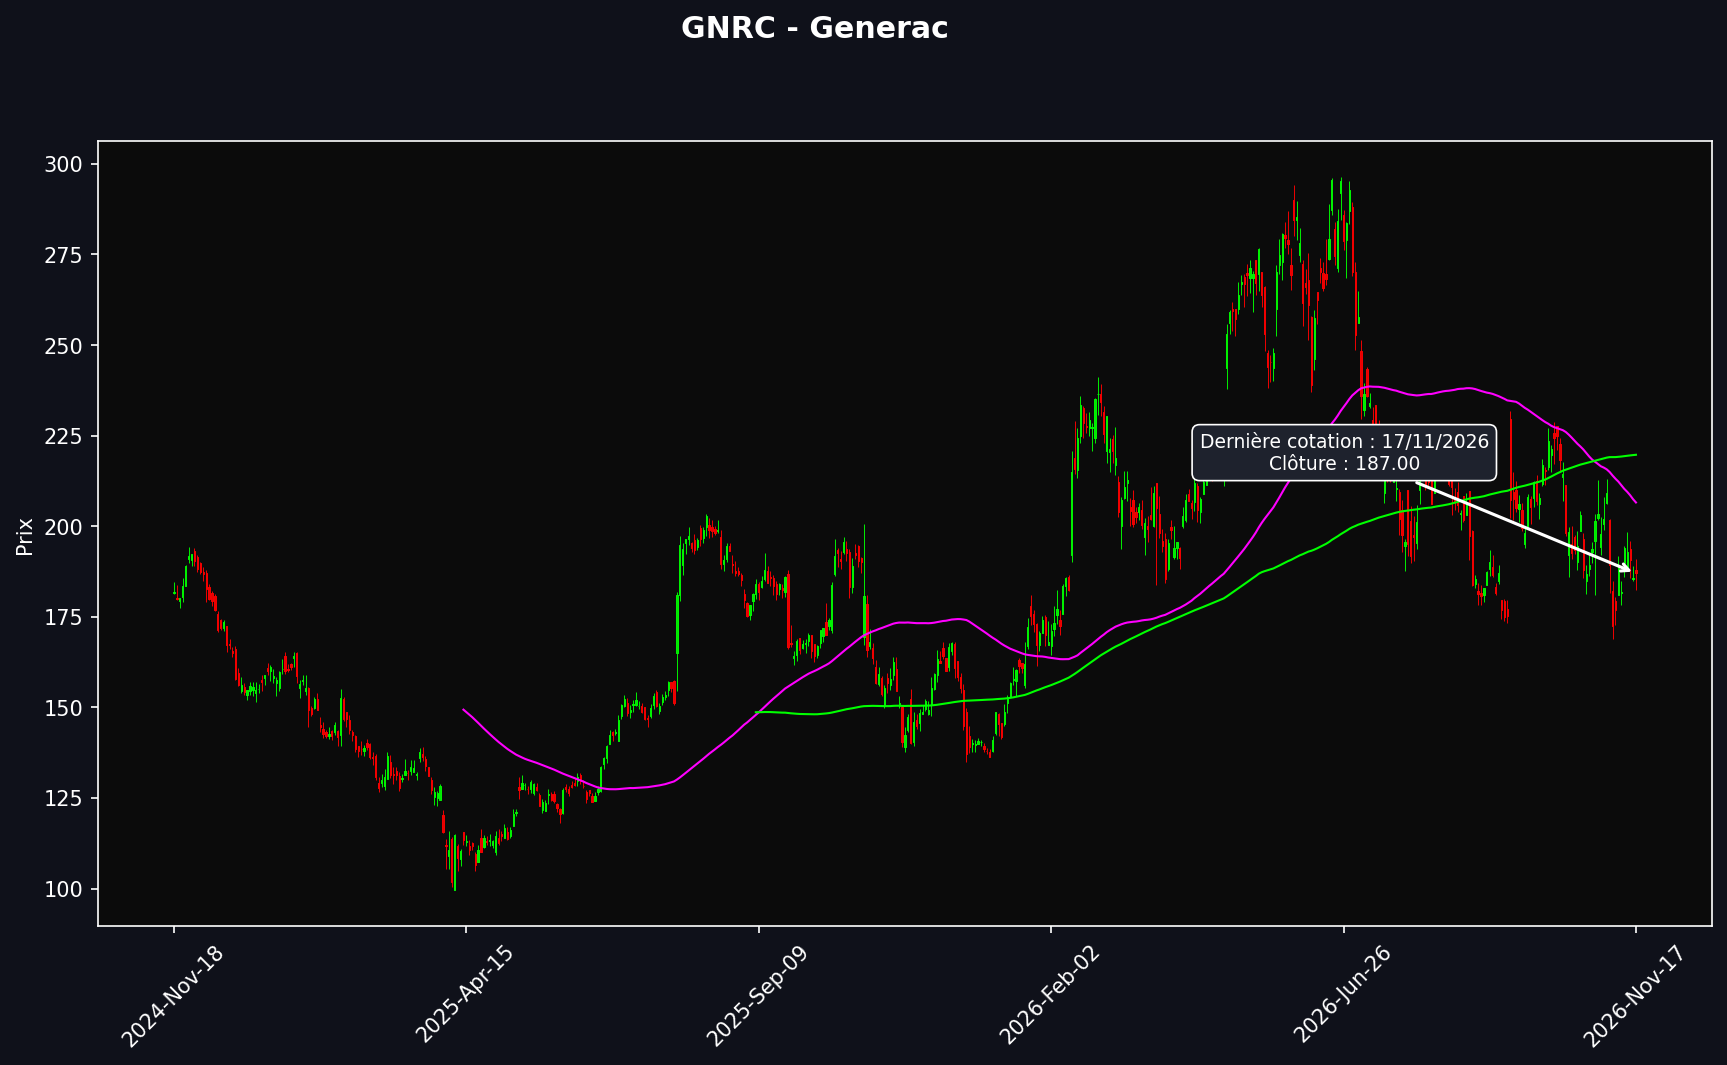 GNRC - Generac
Prix
300
275
250
225
200
175
150
125
100
Dernière cotation : 17/11/2026
Clôture : 187.00
2024-Nov-18
2025-Apr-15
2025-Sep-09
2026-Feb-02
2026-Jun-26
2026-Nov-17